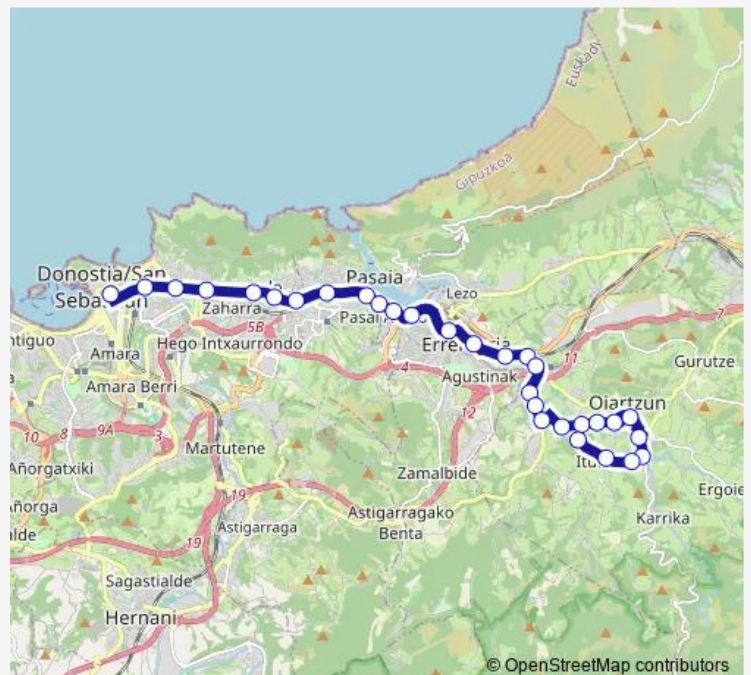 Euskadi
Gipuzkoa
Donostia/San
Sebastián
Pasaia
Lezo
Zaharra
5B
Hego Intxaurrondo
Amara
Amara Berri
Agustinak
4
11
7
Gurutze
Oiartzun
12
10
8
9A
3
Añorgatxiki
Martutene
Zamalbide
19
Astigarraga
Astigarragako
Benta
Karrika
19
Sagastialde
Hernani
© OpenStreetMap contributors